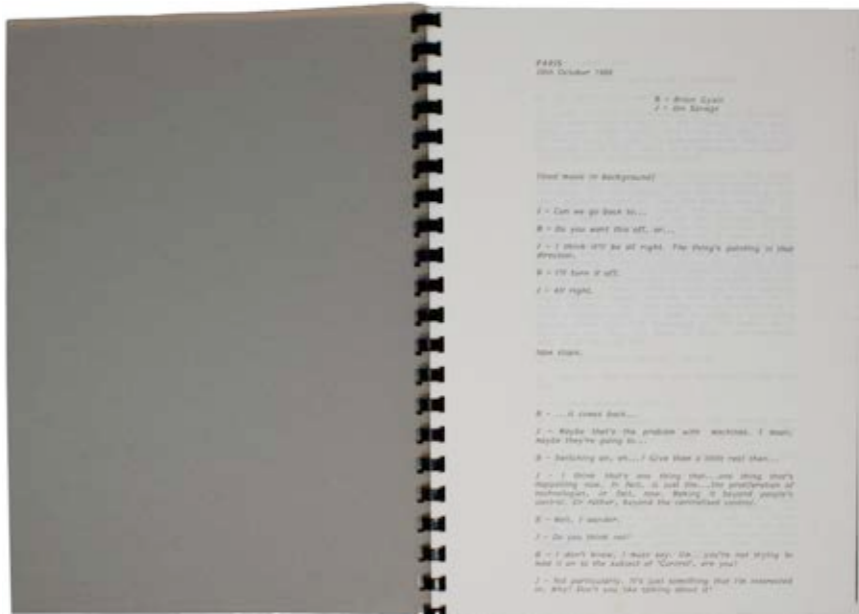 PARIS
October 1985
B - Brion Gysin
J - Jon Savage
music in background]
J - Can we go back to...
B - Do you want this off, or...
J - I think it'll be all right. The thing's pointing in that
direction.
B - I'll turn it off.
J - All right.
tape stops.
B - ...it comes back...
J - Maybe that's the problem with machines. I mean,
maybe they're going to...
B - Switching on, eh...? Give them a little rest then...
J - I think that's one thing that...one thing that's
happening now, in fact, is just the...the proliferation of
technologies, in fact, now. Making it beyond people's
control. Or rather, beyond the centralised control.
B - Well, I wonder.
J - Do you think not?
B - I don't know, I must say. I'm... you're not trying to
lead it on to the subject of 'Control', are you?
J - Not particularly. It's just something that I'm interested
in. Why? Don't you like talking about it?